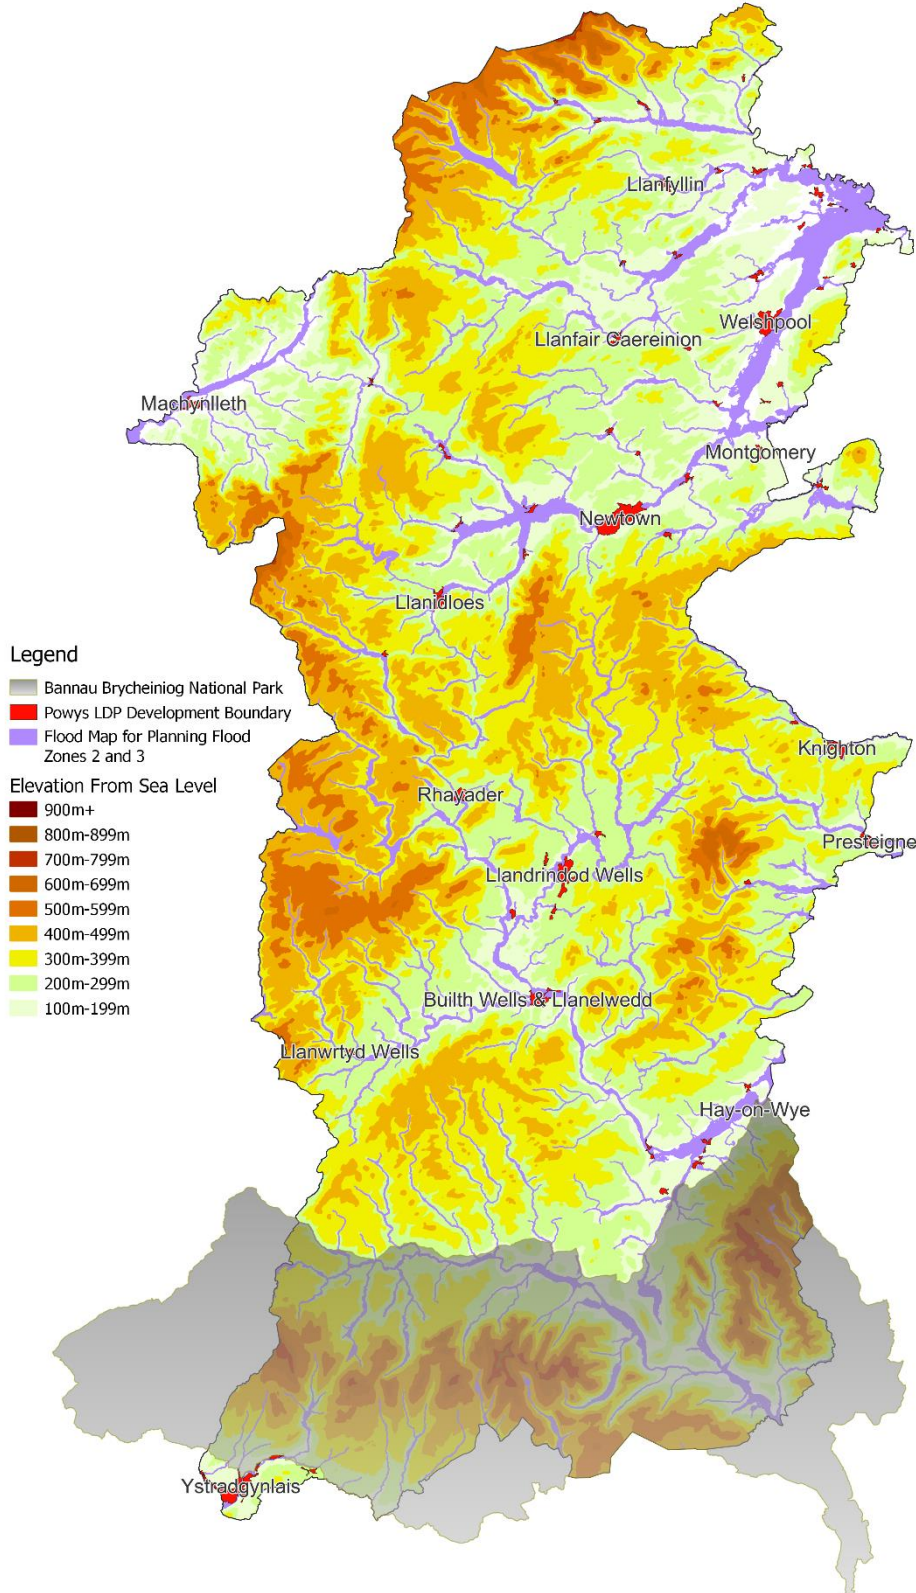 Llanfyllin
Welshpool
Llanfair Caereinion
Machynlleth
Montgomery
Newtown
Llanidloes
Legend
Bannau Brycheiniog National Park
Powys LDP Development Boundary
Flood Map for Planning Flood
Zones 2 and 3
Elevation From Sea Level
900m+
800m-899m
700m-799m
600m-699m
500m-599m
400m-499m
300m-399m
200m-299m
100m-199m
Knighton
Rhayader
Presteigne
Llandrindod Wells
Builth Wells & Llanelwedd
Llanwrtyd Wells
Hay-on-Wye
Ystradgynlais